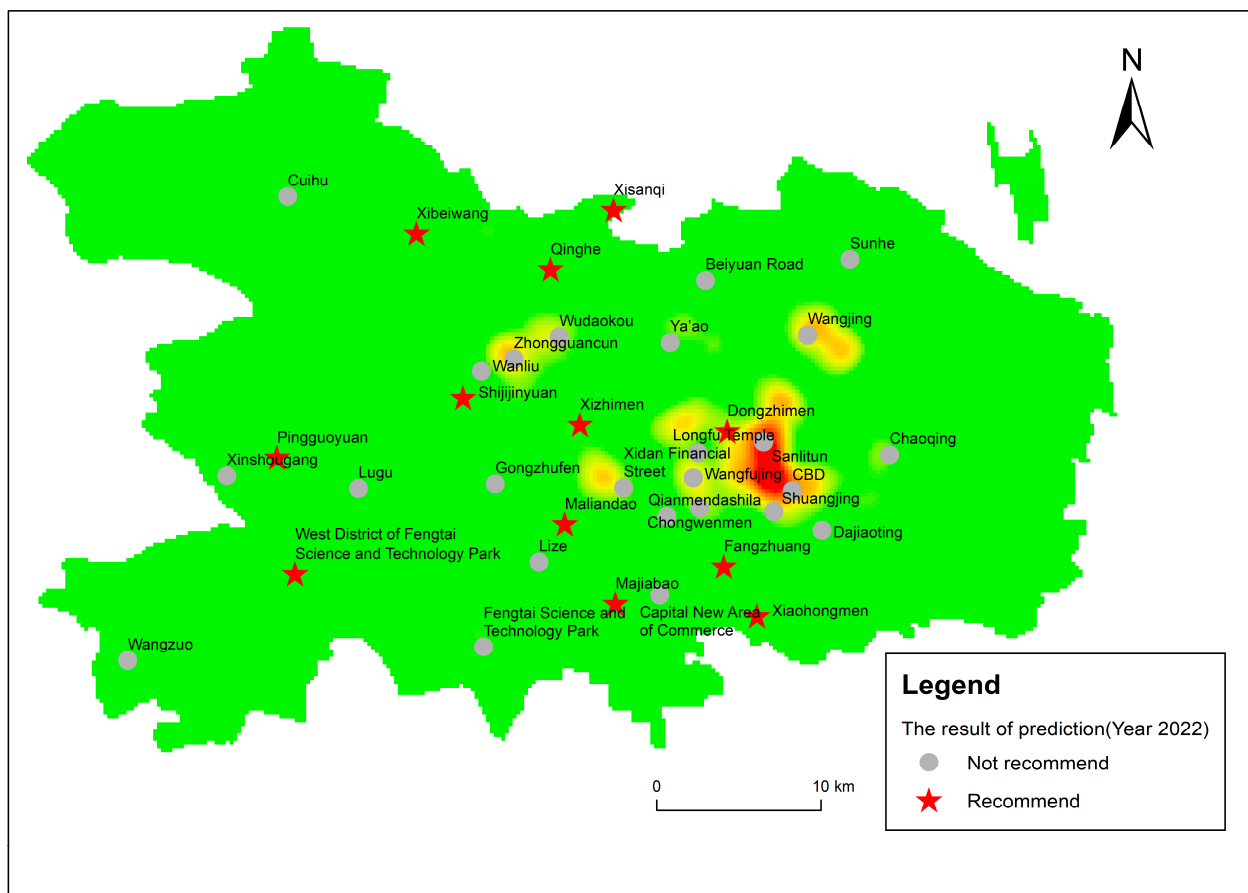 N
Cuihu
Xisanqi
Xibeiwang
Qinghe
Sunhe
Beiyuan Road
Wudaokou
Ya'ao
Wangjing
Zhongguancun
Wanliu
Shijijinyuan
Xizhimen
Dongzhimen
Pingguoyuan
Longfu Temple
Chaoqing
Xinshougang
Lugu
Gongzhufen
Xidan Financial
Street
Sanlitun
Wangfujing
CBD
Maliandao
Qianmendashila
Shuangjing
Chongwenmen
Dajiaoting
West District of Fengtai
Science and Technology Park
Lize
Fangzhuang
Majiabao
Fengtai Science and
Technology Park
Capital New Area
of Commerce
Xiaohongmen
Wangzuo
Legend
The result of prediction(Year 2022)
Not recommend
Recommend
0
10 km